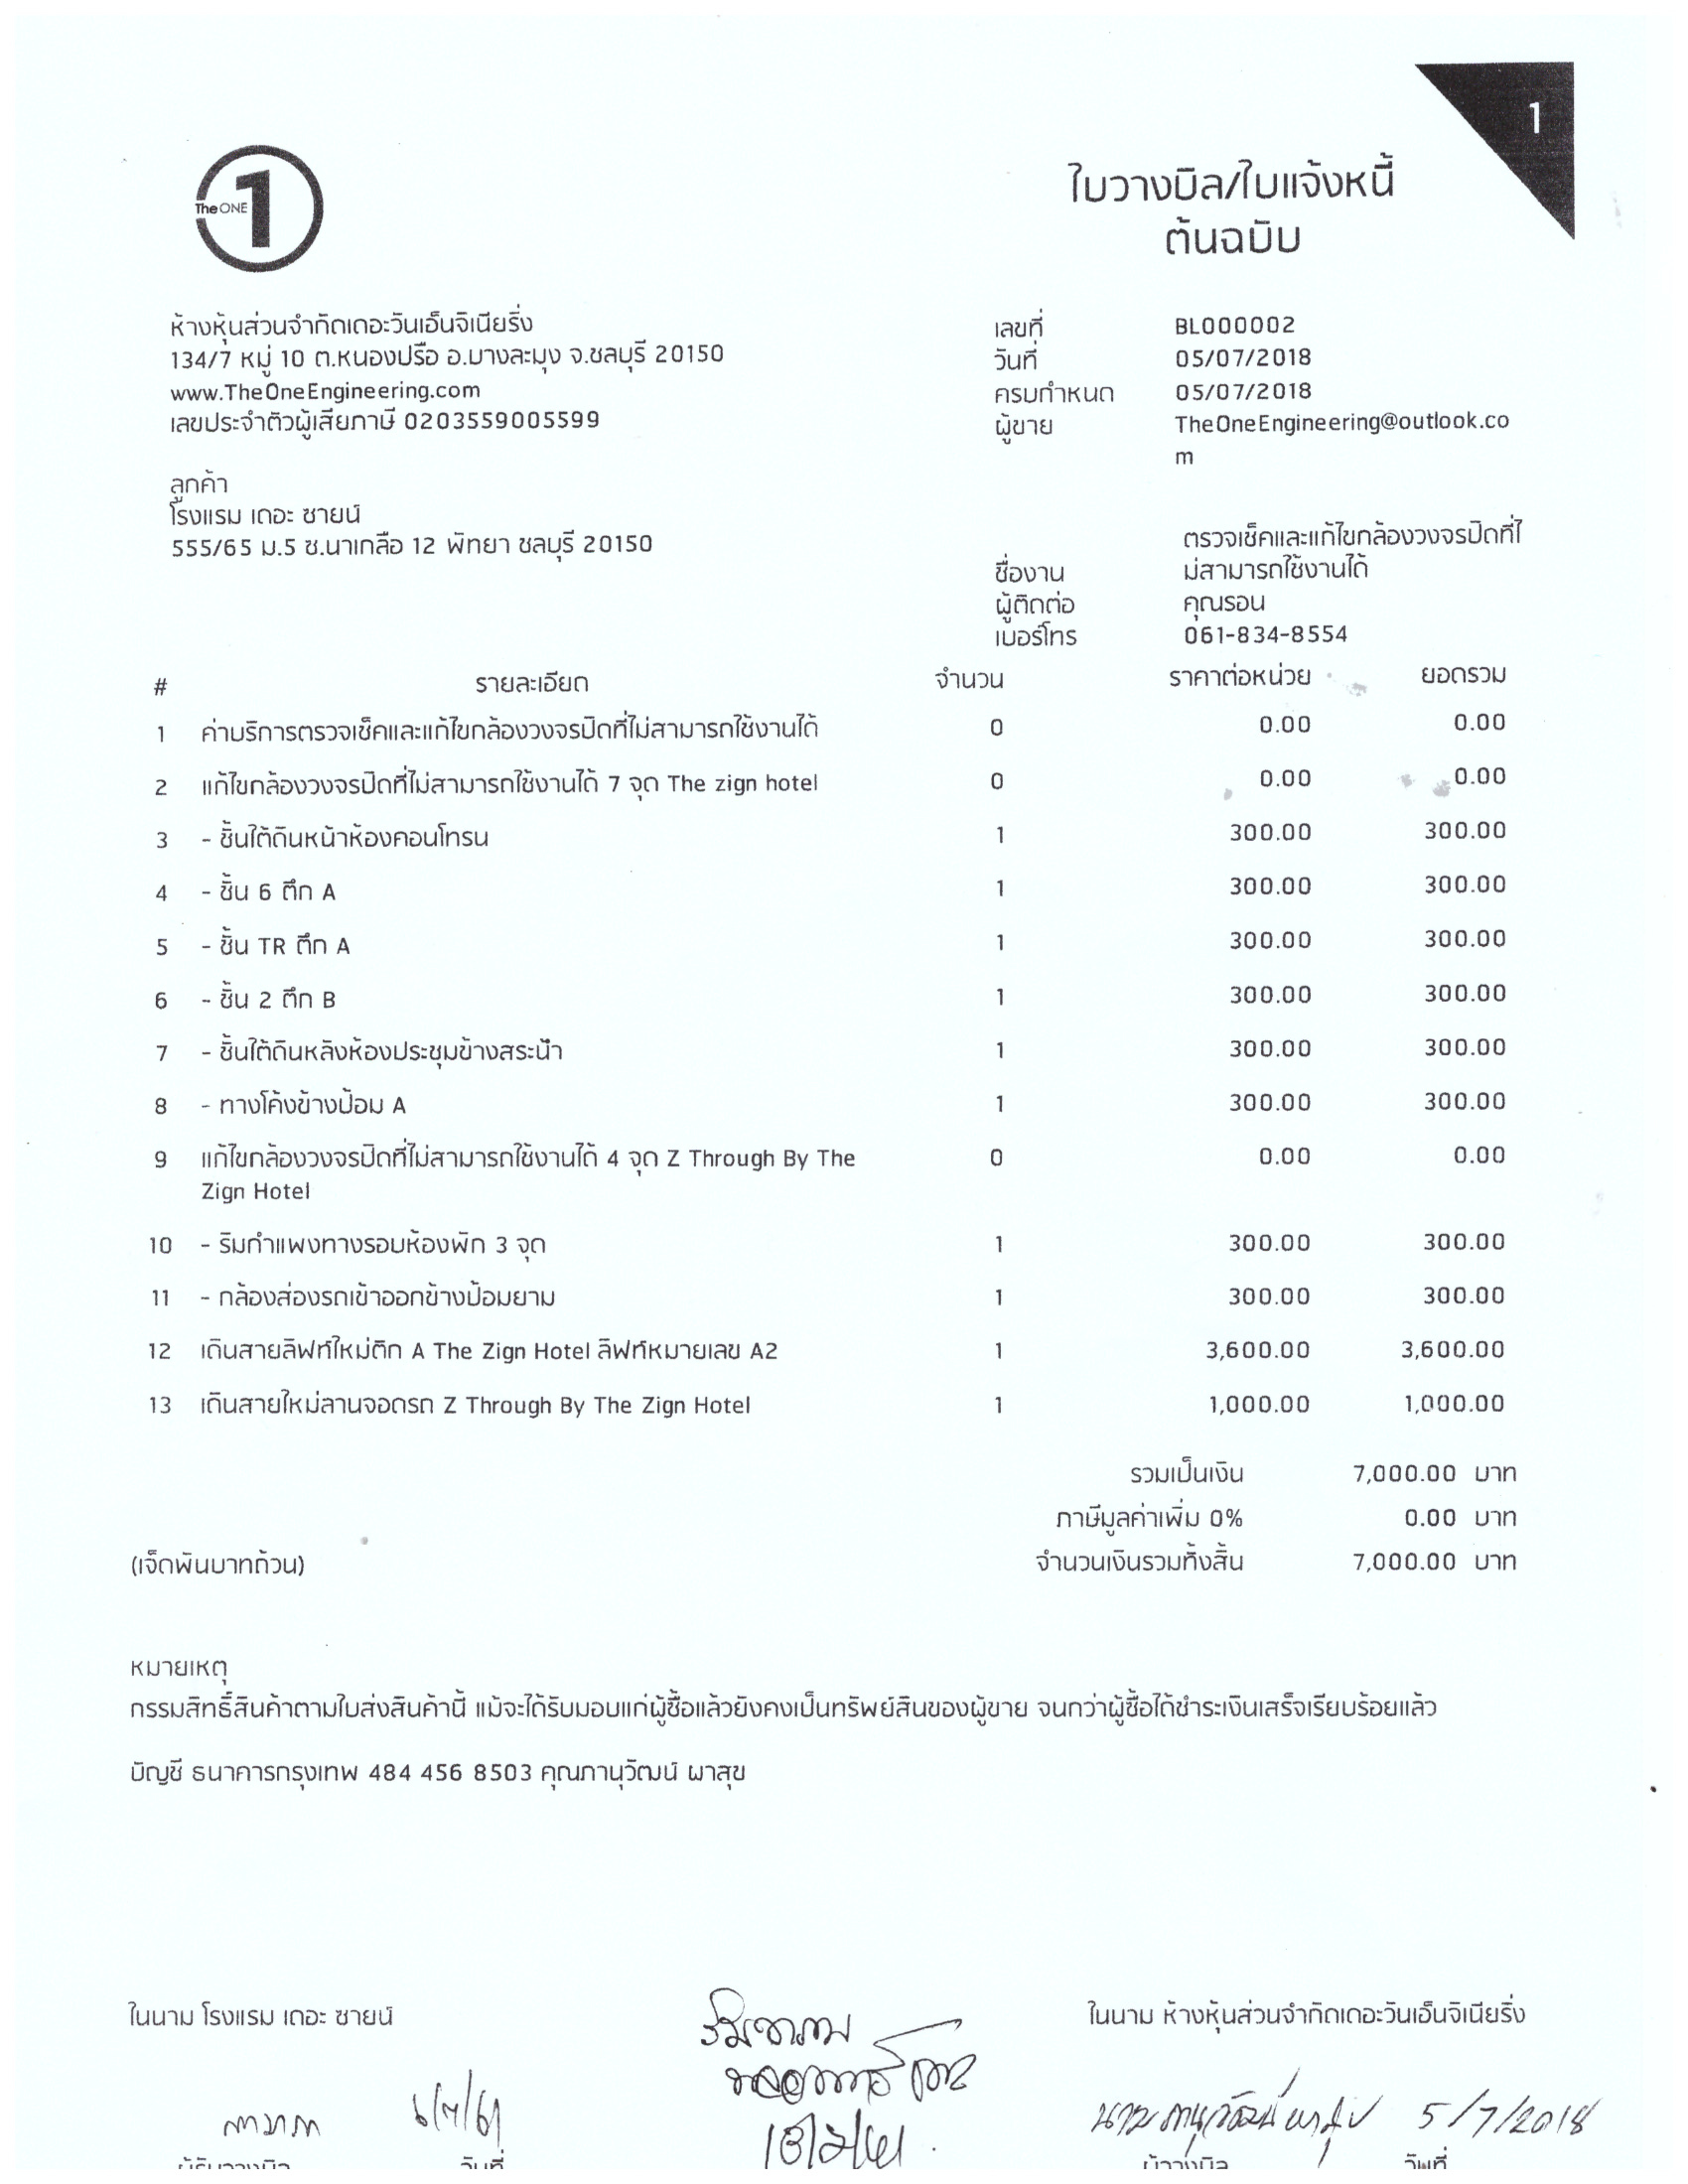 1
The ONE
1
ใบวางบิล/ใบแจ้งหนี้
ต้นฉบับ
ห้างหุ้นส่วนจำกัดเดอะวันเอ็นจิเนียริ่ง
134/7 หมู่ 10 ต.หนองปรือ อ.บางละมุง จ.ชลบุรี 20150
www.TheOneEngineering.com
เลขประจำตัวผู้เสียภาษี 0203559005599
เลขที่ BL000002
วันที่ 05/07/2018
ครบกำหนด 05/07/2018
ผู้ขาย TheOneEngineering@outlook.co
m
ลูกค้า
โรงแรม เดอะ ซายน์
555/65 ม.5 ซ.นาเกลือ 12 พัทยา ชลบุรี 20150
ตรวจเช็คและแก้ไขกล้องวงจรปิดที่ไ
ชื่องาน ม่สามารถใช้งานได้
ผู้ติดต่อ คุณรอน
เบอร์โทร 061-834-8554
# รายละเอียด จำนวน ราคาต่อหน่วย ยอดรวม
1 ค่าบริการตรวจเช็คและแก้ไขกล้องวงจรปิดที่ไม่สามารถใช้งานได้ 0 0.00 0.00
2 แก้ไขกล้องวงจรปิดที่ไม่สามารถใช้งานได้ 7 จุด The zign hotel 0 0.00 0.00
3 - ชั้นใต้ดินหน้าห้องคอนโทรน 1 300.00 300.00
4 - ชั้น 6 ตึก A 1 300.00 300.00
5 - ชั้น TR ตึก A 1 300.00 300.00
6 - ชั้น 2 ตึก B 1 300.00 300.00
7 - ชั้นใต้ดินหลังห้องประชุมข้างสระน้ำ 1 300.00 300.00
8 - ทางโค้งข้างป้อม A 1 300.00 300.00
9 แก้ไขกล้องวงจรปิดที่ไม่สามารถใช้งานได้ 4 จุด Z Through By The 0 0.00 0.00
Zign Hotel
10 - ริมกำแพงทางรอบห้องพัก 3 จุด 1 300.00 300.00
11 - กล้องส่องรถเข้าออกข้างป้อมยาม 1 300.00 300.00
12 เดินสายลิฟท์ใหม่ตึก A The Zign Hotel ลิฟท์หมายเลข A2 1 3,600.00 3,600.00
13 เดินสายใหม่ลานจอดรถ Z Through By The Zign Hotel 1 1,000.00 1,000.00
รวมเป็นเงิน 7,000.00 บาท
ภาษีมูลค่าเพิ่ม 0% 0.00 บาท
(เจ็ดพันบาทถ้วน) จำนวนเงินรวมทั้งสิ้น 7,000.00 บาท
หมายเหตุ
กรรมสิทธิ์สินค้าตามใบส่งสินค้านี้ แม้จะได้รับมอบแก่ผู้ซื้อแล้วยังคงเป็นทรัพย์สินของผู้ขาย จนกว่าผู้ซื้อได้ชำระเงินเสร็จเรียบร้อยแล้ว
บัญชี ธนาคารกรุงเทพ 484 456 8503 คุณภานุวัฒน์ ผาสุข
ในนาม โรงแรม เดอะ ซายน์ ในนาม ห้างหุ้นส่วนจำกัดเดอะวันเอ็นจิเนียริ่ง
6/7/61 นายภานุวัฒน์ ผาสุข 5/7/2018
ผู้รับวางบิล วันที่ ผู้วางบิล วันที่